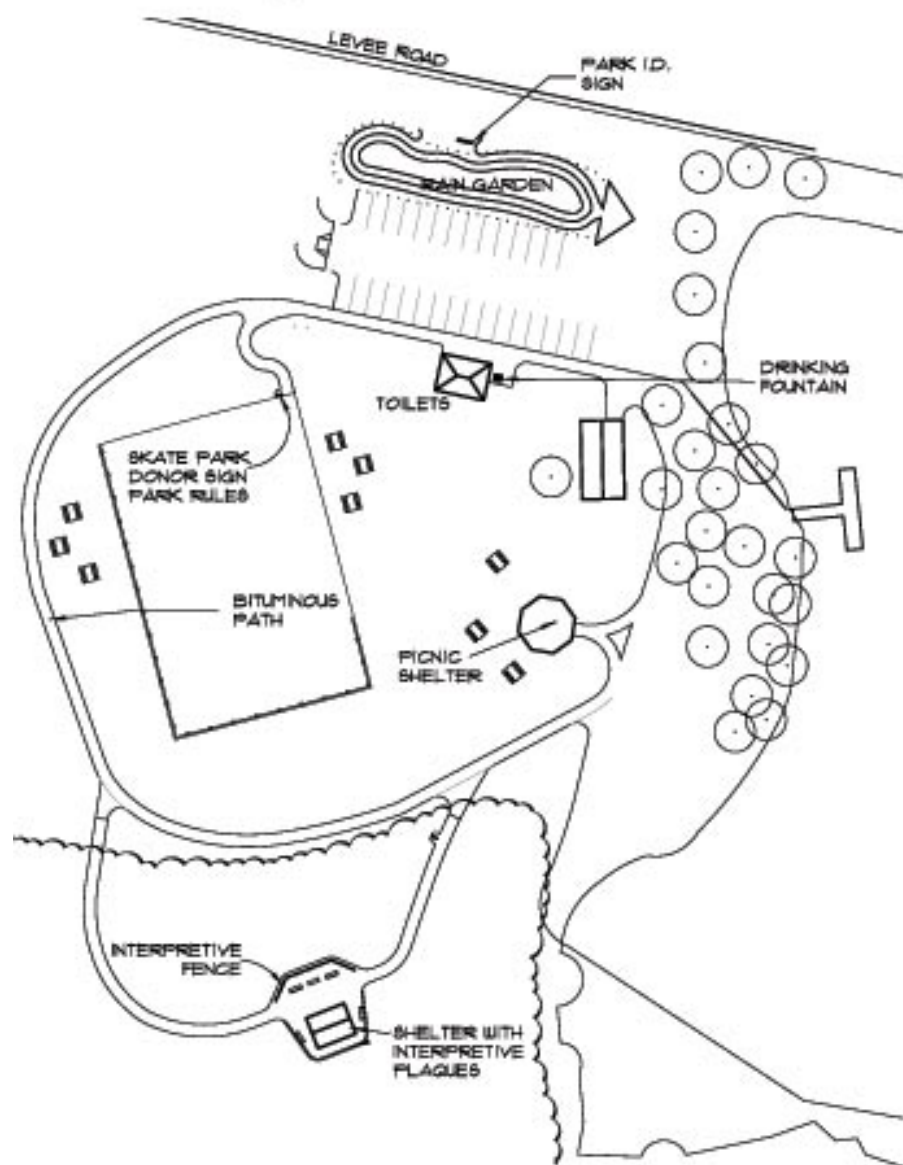 LEVEE ROAD
PARK I.D.
SIGN
RAIN GARDEN
DRINKING
FOUNTAIN
TOILETS
SKATE PARK
DONOR SIGN
PARK RULES
BITUMINOUS
PATH
PICNIC
SHELTER
INTERPRETIVE
FENCE
SHELTER WITH
INTERPRETIVE
PLAQUES